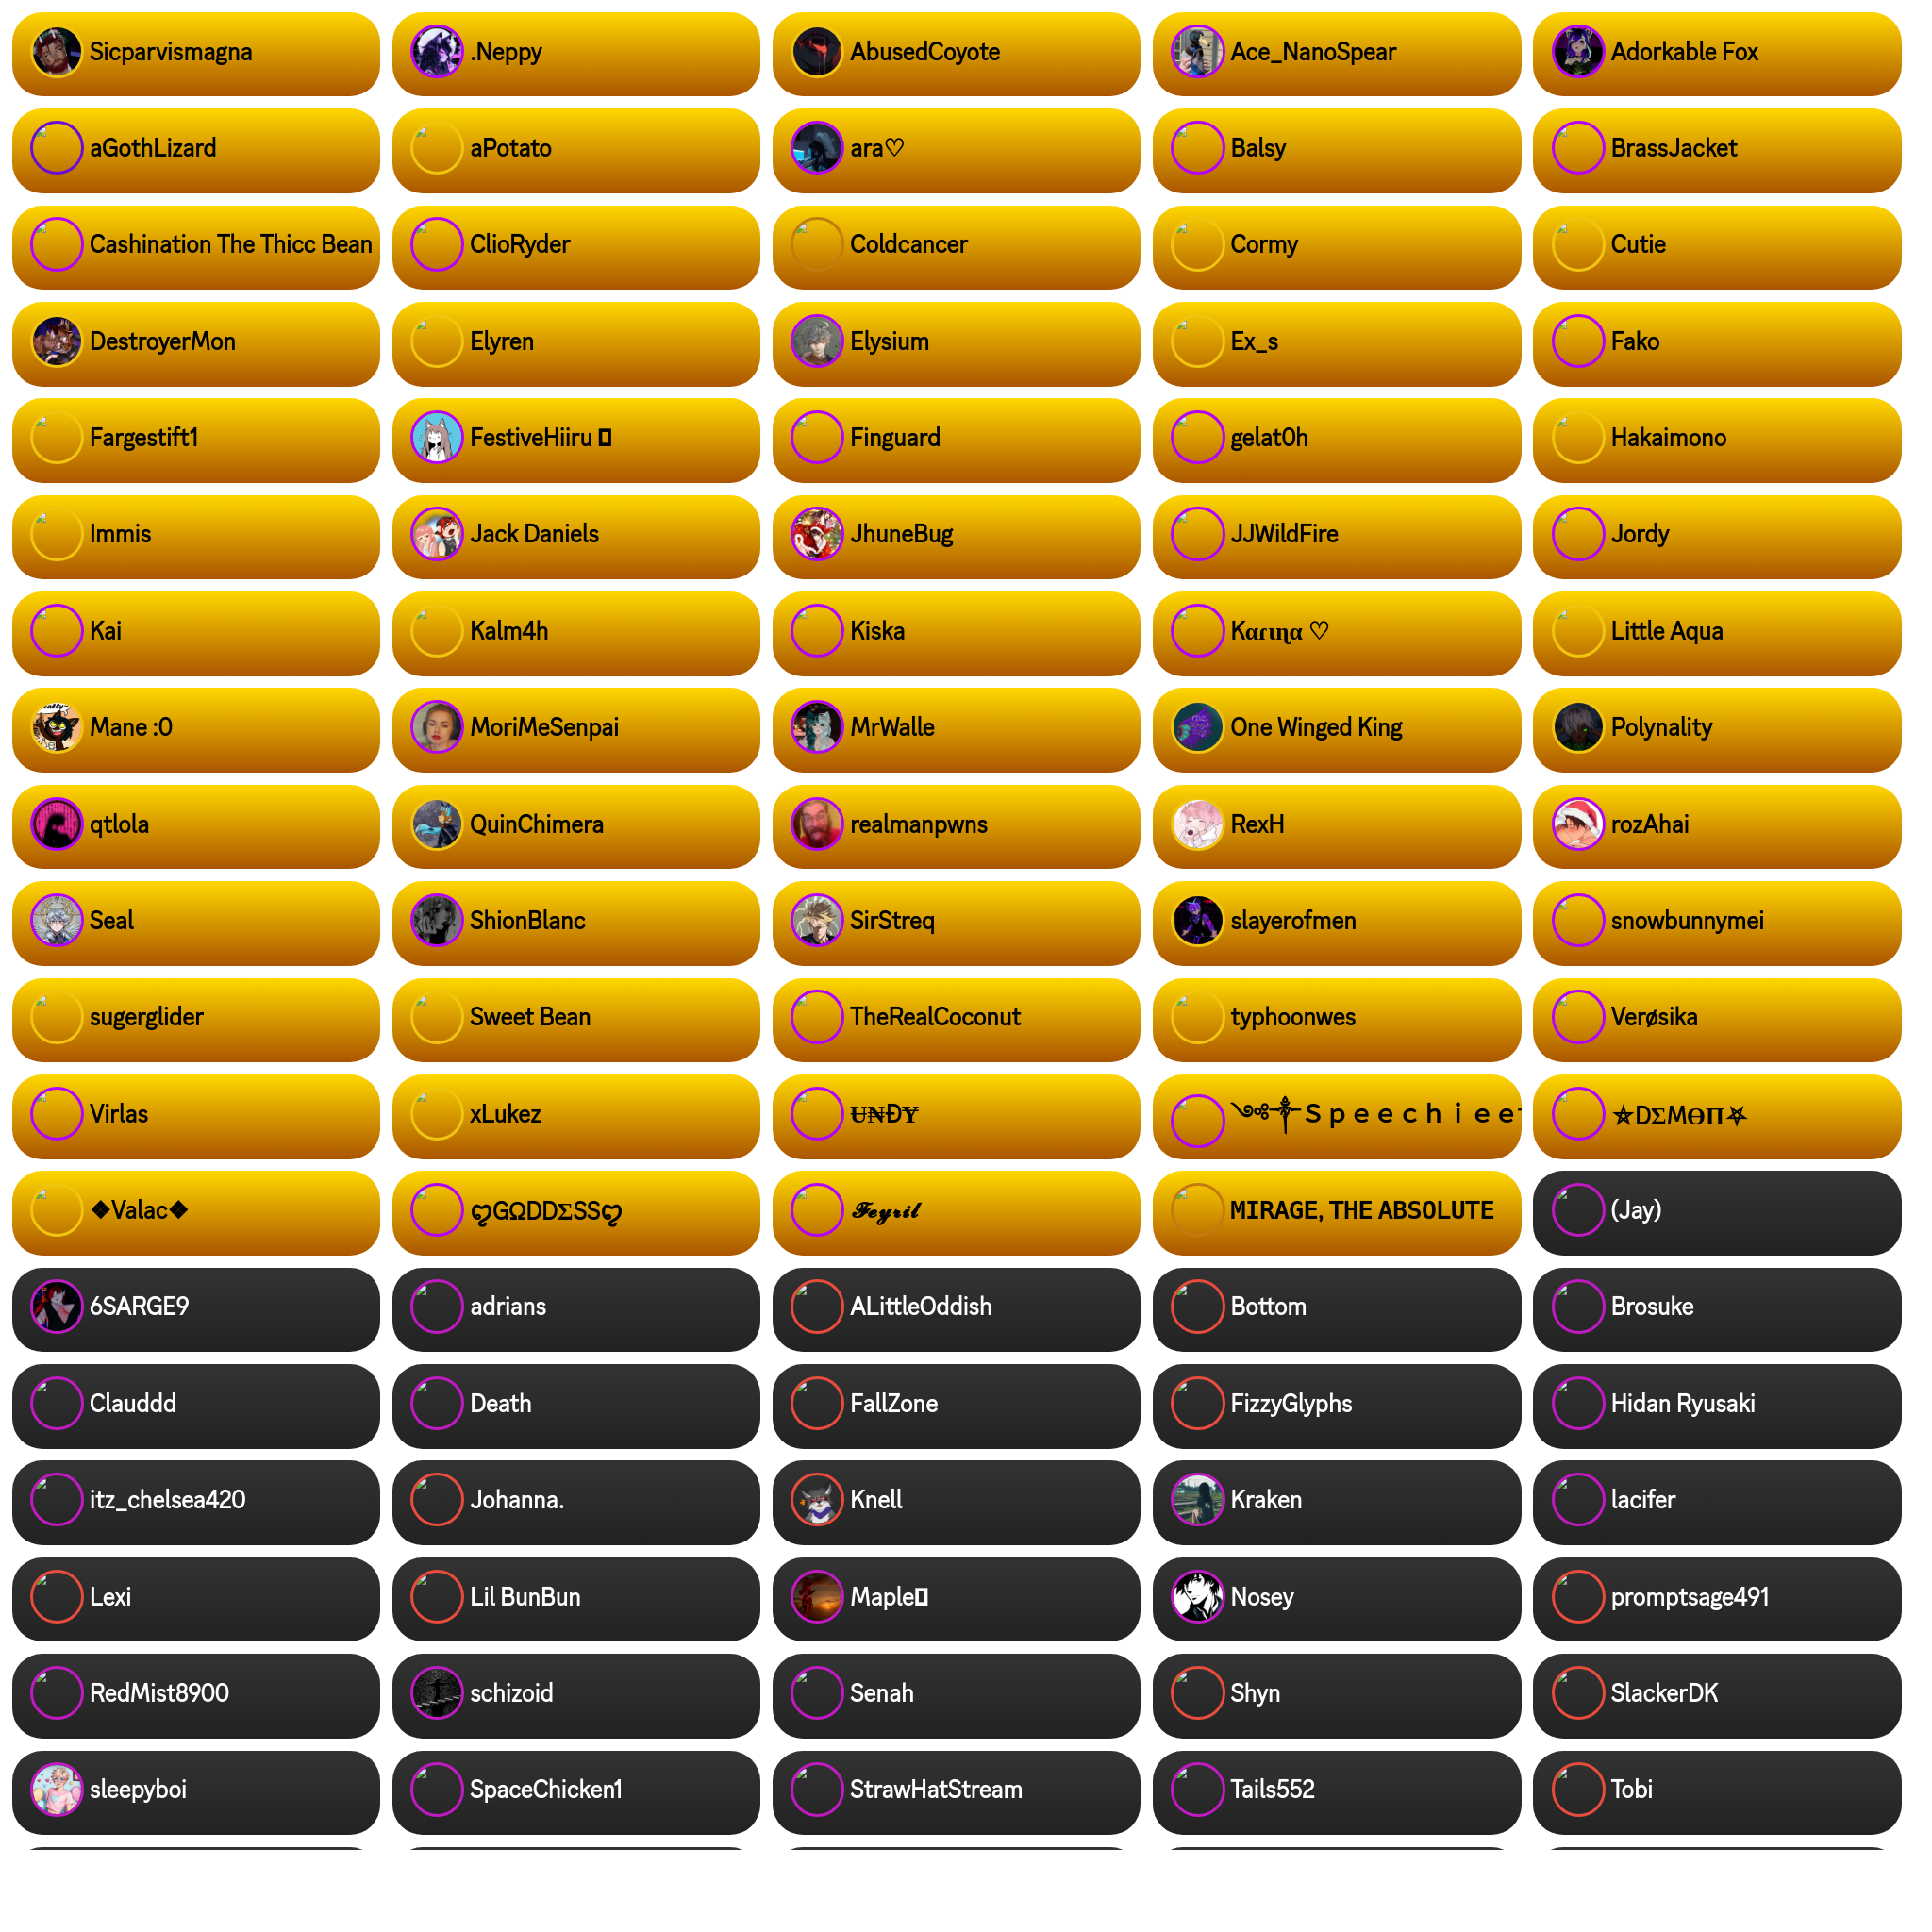 Sicparvismagna
.Neppy
AbusedCoyote
Ace_NanoSpear
Adorkable Fox
aGothLizard
aPotato
ara♡
Balsy
BrassJacket
Cashination The Thicc Bean
ClioRyder
Coldcancer
Cormy
Cutie
DestroyerMon
Elyren
Elysium
Ex_s
Fako
Fargestift1
FestiveHiiru
Finguard
gelat0h
Hakaimono
Immis
Jack Daniels
JhuneBug
JJWildFire
Jordy
Kai
Kalm4h
Kiska
Kαɾιɳα ♡
Little Aqua
Mane :0
MoriMeSenpai
MrWalle
One Winged King
Polynality
qtlola
QuinChimera
realmanpwns
RexH
rozAhai
Seal
ShionBlanc
SirStreq
slayerofmen
snowbunnymei
sugerglider
Sweet Bean
TheRealCoconut
typhoonwes
Verøsika
Virlas
xLukez
U̶₦ĐɎ
༺✞Ｓｐｅｅｃｈｉｅｅ
⛧DΣMӨΠ⛧
❖Valac❖
ღGΩDDΣSSღ
𝓕𝓮𝔂𝓻𝓲𝓵
MIRAGE, THE ABSOLUTE
(Jay)
6SARGE9
adrians
ALittleOddish
Bottom
Brosuke
Clauddd
Death
FallZone
FizzyGlyphs
Hidan Ryusaki
itz_chelsea420
Johanna.
Knell
Kraken
lacifer
Lexi
Lil BunBun
Maple
Nosey
promptsage491
RedMist8900
schizoid
Senah
Shyn
SlackerDK
sleepyboi
SpaceChicken1
StrawHatStream
Tails552
Tobi